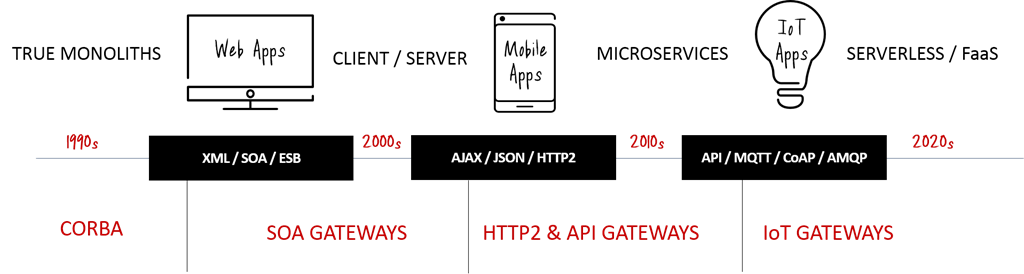 TRUE MONOLITHS
Web Apps
CLIENT / SERVER
Mobile
Apps
MICROSERVICES
IoT
Apps
SERVERLESS / FaaS
1990s
XML / SOA / ESB
2000s
AJAX / JSON / HTTP2
2010s
API / MQTT / CoAP / AMQP
2020s
CORBA
SOA GATEWAYS
HTTP2 & API GATEWAYS
IoT GATEWAYS